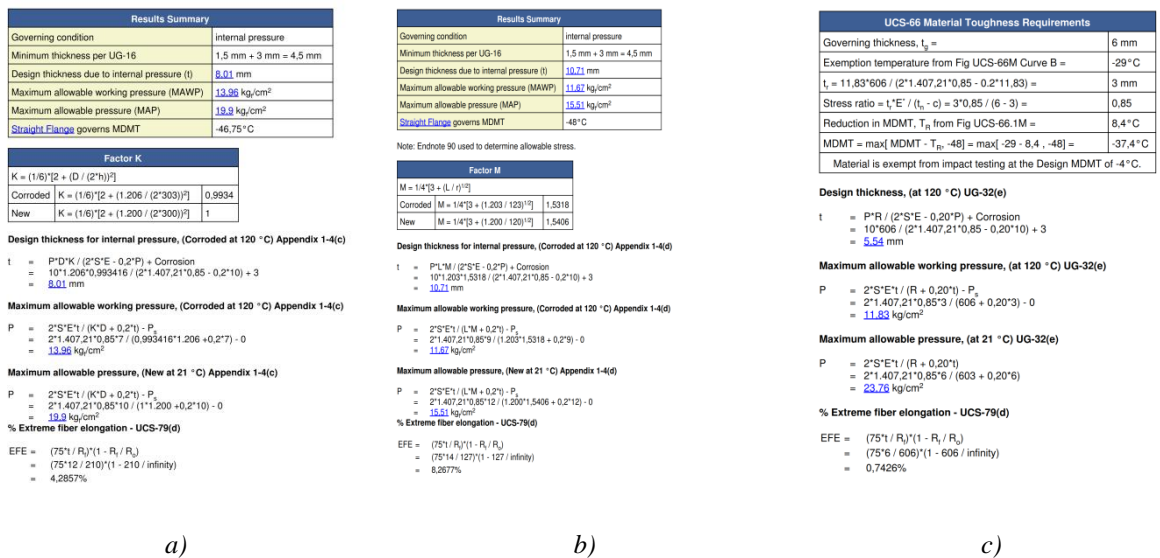 Results Summary
Governing condition internal pressure
Minimum thickness per UG-16 1,5 mm + 3 mm = 4,5 mm
Design thickness due to internal pressure (t) 8.01 mm
Maximum allowable working pressure (MAWP) 13.96 kgf/cm²
Maximum allowable pressure (MAP) 19.9 kgf/cm²
Straight Flange governs MDMT -46,75°C
Factor K
K = (1/6)*[2 + (D / (2*h))²]
Corroded K = (1/6)*[2 + (1.206 / (2*303))²] 0,9934
New K = (1/6)*[2 + (1.200 / (2*300))²] 1
Design thickness for internal pressure, (Corroded at 120 °C) Appendix 1-4(c)
t = P*D*K / (2*S*E - 0,2*P) + Corrosion
= 10*1.206*0,993416 / (2*1.407,21*0,85 - 0,2*10) + 3
= 8.01 mm
Maximum allowable working pressure, (Corroded at 120 °C) Appendix 1-4(c)
P = 2*S*E*t / (K*D + 0,2*t) - Ps
= 2*1.407,21*0,85*7 / (0,993416*1.206 +0,2*7) - 0
= 13.96 kgf/cm²
Maximum allowable pressure, (New at 21 °C) Appendix 1-4(c)
P = 2*S*E*t / (K*D + 0,2*t) - Ps
= 2*1.407,21*0,85*10 / (1*1.200 +0,2*10) - 0
= 19.9 kgf/cm²
% Extreme fiber elongation - UCS-79(d)
EFE = (75*t / Rf)*(1 - Rf / Ro)
= (75*12 / 210)*(1 - 210 / infinity)
= 4,2857%
a)
Results Summary
Governing condition internal pressure
Minimum thickness per UG-16 1,5 mm + 3 mm = 4,5 mm
Design thickness due to internal pressure (t) 10.71 mm
Maximum allowable working pressure (MAWP) 11.67 kgf/cm²
Maximum allowable pressure (MAP) 15.51 kgf/cm²
Straight Flange governs MDMT -48°C
Note: Endnote 90 used to determine allowable stress.
Factor M
M = 1/4*[3 + (L / r)1/2]
Corroded M = 1/4*[3 + (1.203 / 123)1/2] 1,5318
New M = 1/4*[3 + (1.200 / 120)1/2] 1,5406
Design thickness for internal pressure, (Corroded at 120 °C) Appendix 1-4(d)
t = P*L*M / (2*S*E - 0,2*P) + Corrosion
= 10*1.203*1,5318 / (2*1.407,21*0,85 - 0,2*10) + 3
= 10.71 mm
Maximum allowable working pressure, (Corroded at 120 °C) Appendix 1-4(d)
P = 2*S*E*t / (L*M + 0,2*t) - Ps
= 2*1.407,21*0,85*9 / (1.203*1,5318 + 0,2*9) - 0
= 11.67 kgf/cm²
Maximum allowable pressure, (New at 21 °C) Appendix 1-4(d)
P = 2*S*E*t / (L*M + 0,2*t) - Ps
= 2*1.407,21*0,85*12 / (1.200*1,5406 + 0,2*12) - 0
= 15.51 kgf/cm²
% Extreme fiber elongation - UCS-79(d)
EFE = (75*t / Rf)*(1 - Rf / Ro)
= (75*14 / 127)*(1 - 127 / infinity)
= 8,2677%
b)
UCS-66 Material Toughness Requirements
Governing thickness, tg = 6 mm
Exemption temperature from Fig UCS-66M Curve B = -29°C
tr = 11,83*606 / (2*1.407,21*0,85 - 0.2*11,83) = 3 mm
Stress ratio = tr*E* / (tn - c) = 3*0,85 / (6 - 3) = 0,85
Reduction in MDMT, TR from Fig UCS-66.1M = 8,4°C
MDMT = max[ MDMT - TR, -48] = max[ -29 - 8,4 , -48] = -37,4°C
Material is exempt from impact testing at the Design MDMT of -4°C.
Design thickness, (at 120 °C) UG-32(e)
t = P*R / (2*S*E - 0,20*P) + Corrosion
= 10*606 / (2*1.407,21*0,85 - 0,20*10) + 3
= 5.54 mm
Maximum allowable working pressure, (at 120 °C) UG-32(e)
P = 2*S*E*t / (R + 0,20*t) - Ps
= 2*1.407,21*0,85*3 / (606 + 0,20*3) - 0
= 11.83 kg/cm²
Maximum allowable pressure, (at 21 °C) UG-32(e)
P = 2*S*E*t / (R + 0,20*t)
= 2*1.407,21*0,85*6 / (603 + 0,20*6)
= 23.76 kg/cm²
% Extreme fiber elongation - UCS-79(d)
EFE = (75*t / Rf)*(1 - Rf / Ro)
= (75*6 / 606)*(1 - 606 / infinity)
= 0,7426%
c)